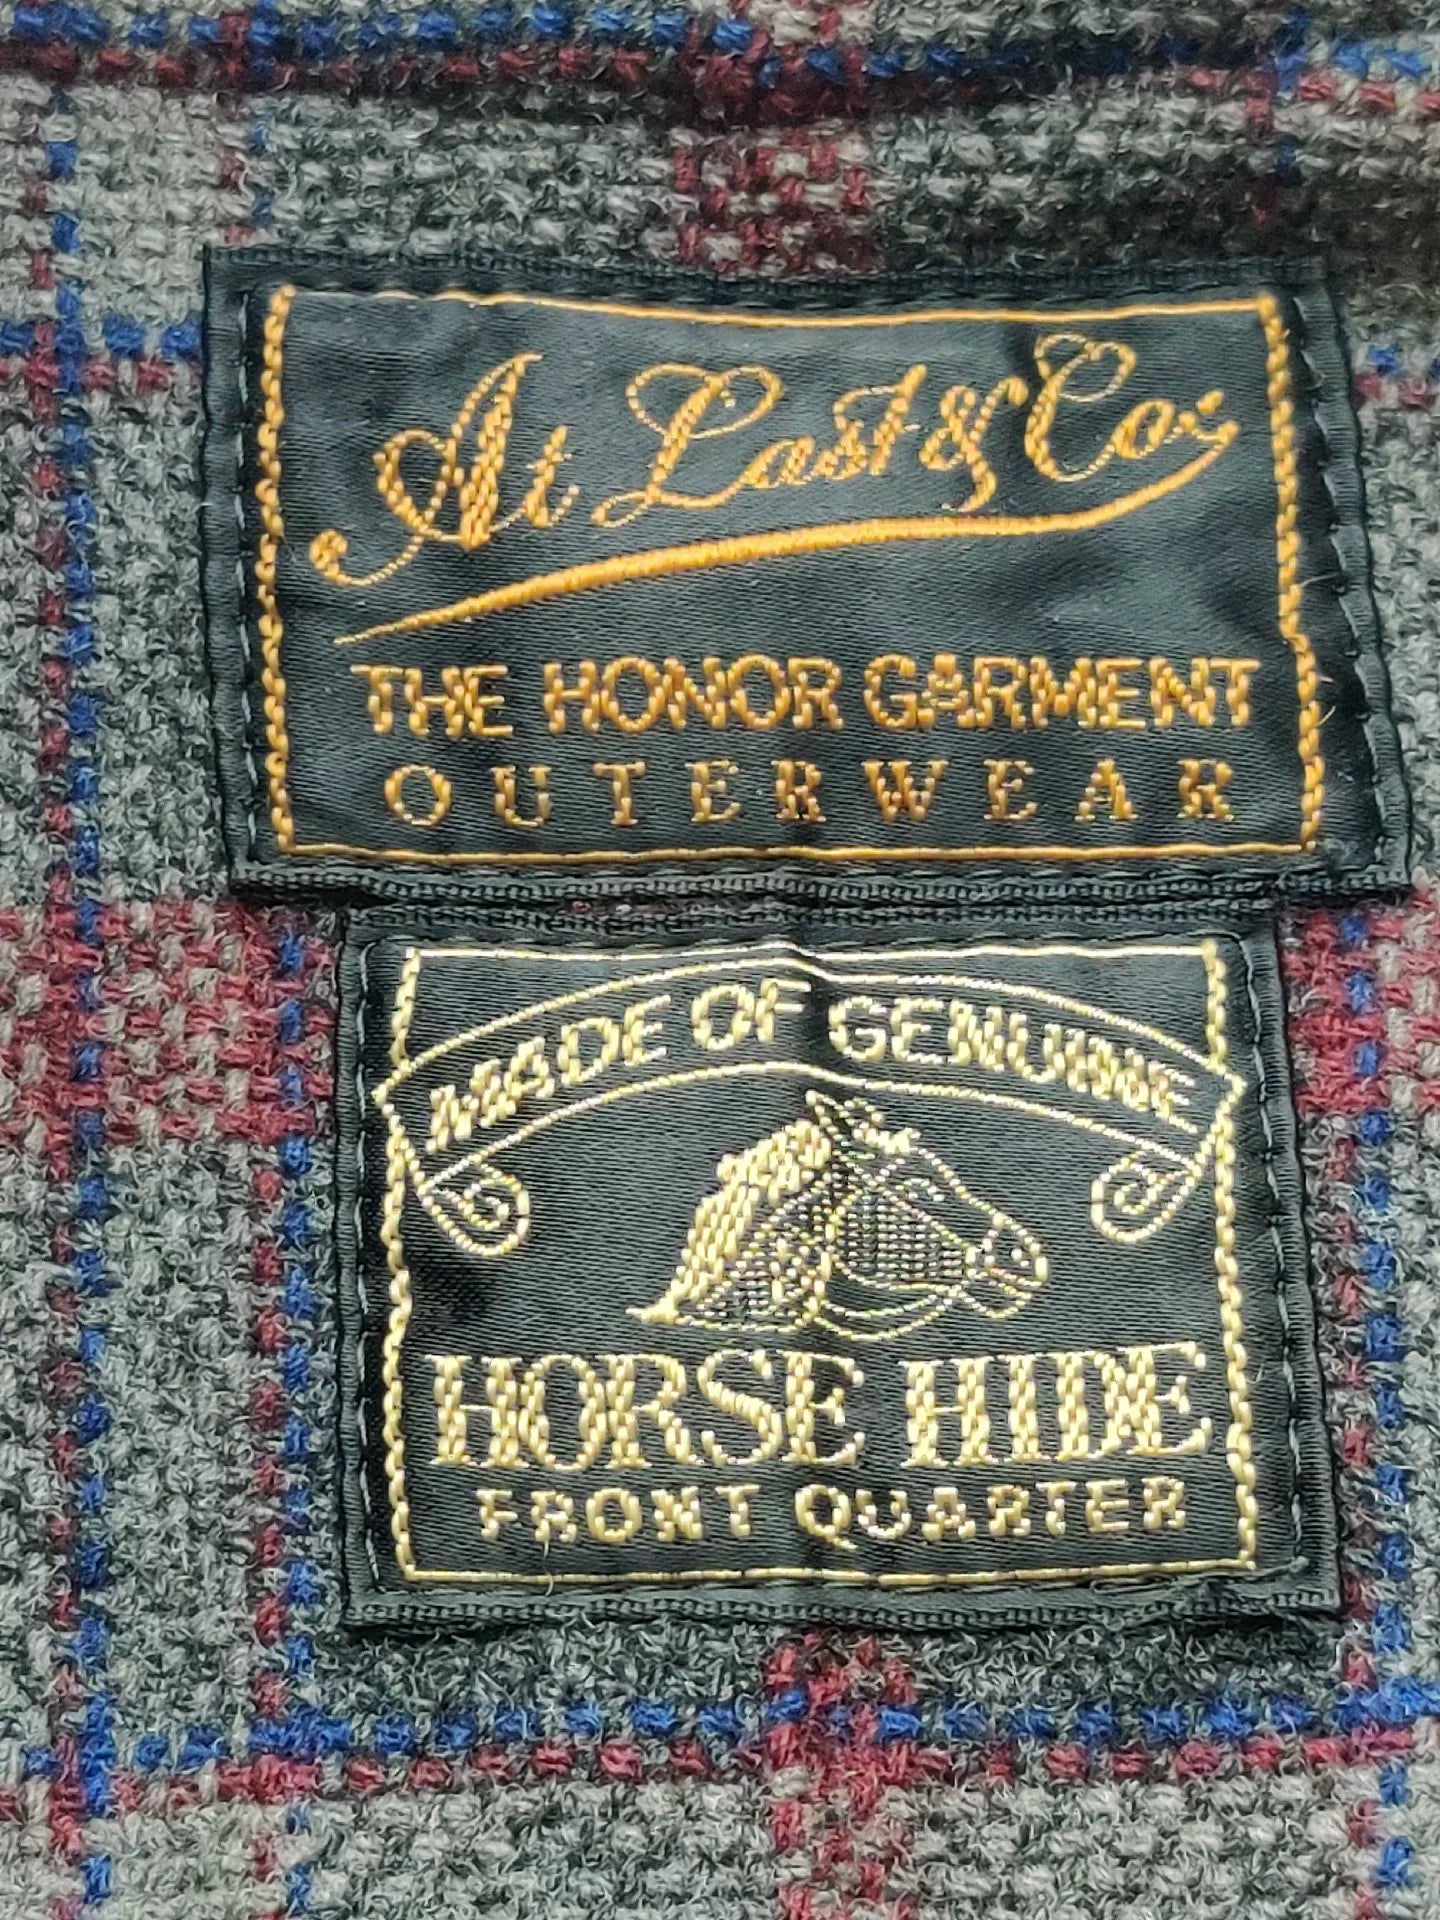 At Last & Co.
THE HONOR GARMENT
OUTERWEAR
MADE OF GENUINE
HORSE HIDE
FRONT QUARTER